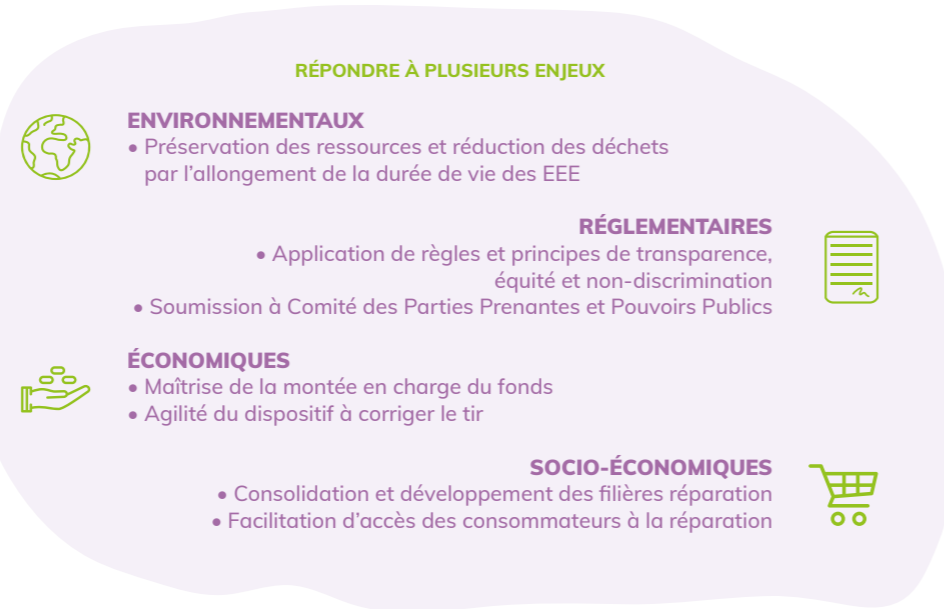 RÉPONDRE À PLUSIEURS ENJEUX
ENVIRONNEMENTAUX
• Préservation des ressources et réduction des déchets
par l’allongement de la durée de vie des EEE
RÉGLEMENTAIRES
• Application de règles et principes de transparence,
équité et non-discrimination
• Soumission à Comité des Parties Prenantes et Pouvoirs Publics
ÉCONOMIQUES
• Maîtrise de la montée en charge du fonds
• Agilité du dispositif à corriger le tir
SOCIO-ÉCONOMIQUES
• Consolidation et développement des filières réparation
• Facilitation d’accès des consommateurs à la réparation